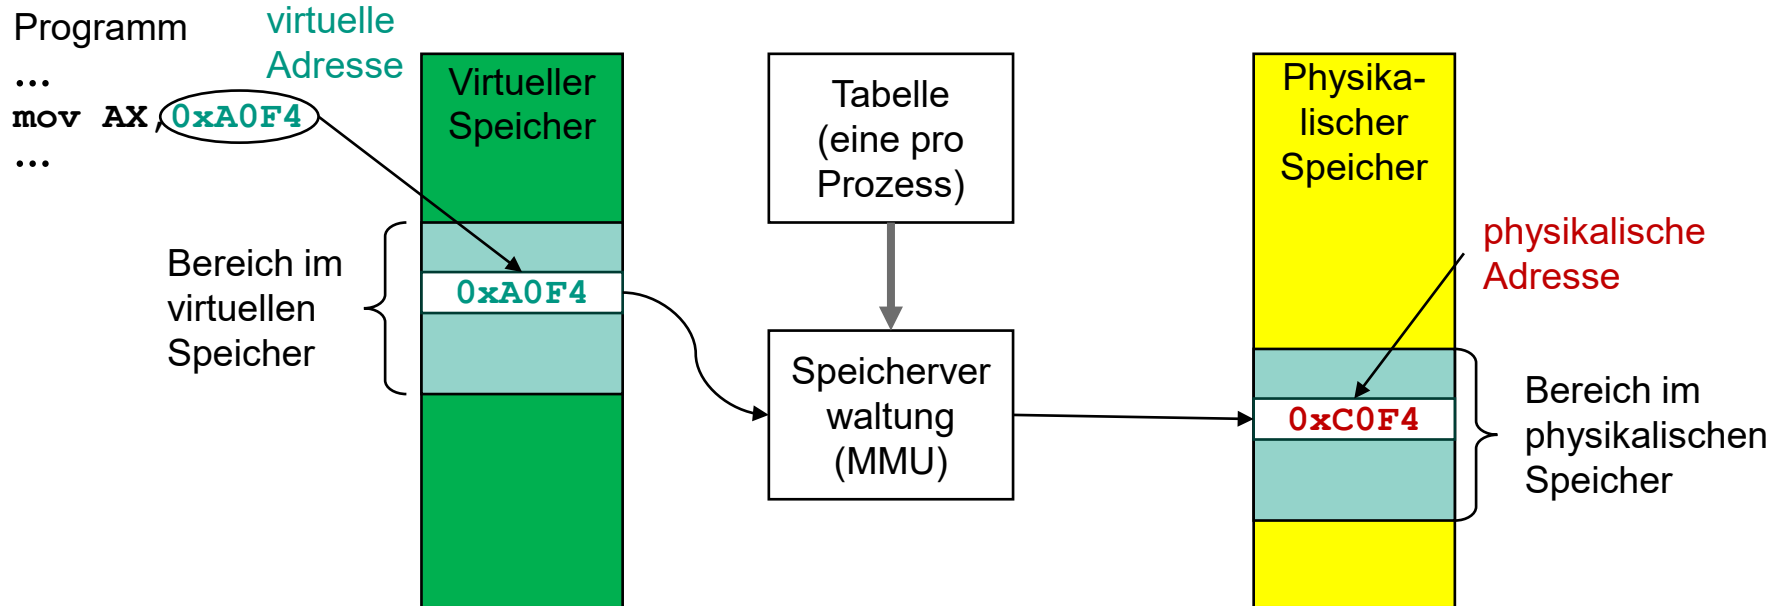 Programm
...
mov AX,0xA0F4
...
virtuelle
Adresse
Virtueller
Speicher
Bereich im
virtuellen
Speicher
0xA0F4
Tabelle
(eine pro
Prozess)
Speicherver
waltung
(MMU)
Physika-
lischer
Speicher
physikalische
Adresse
0xC0F4
Bereich im
physikalischen
Speicher